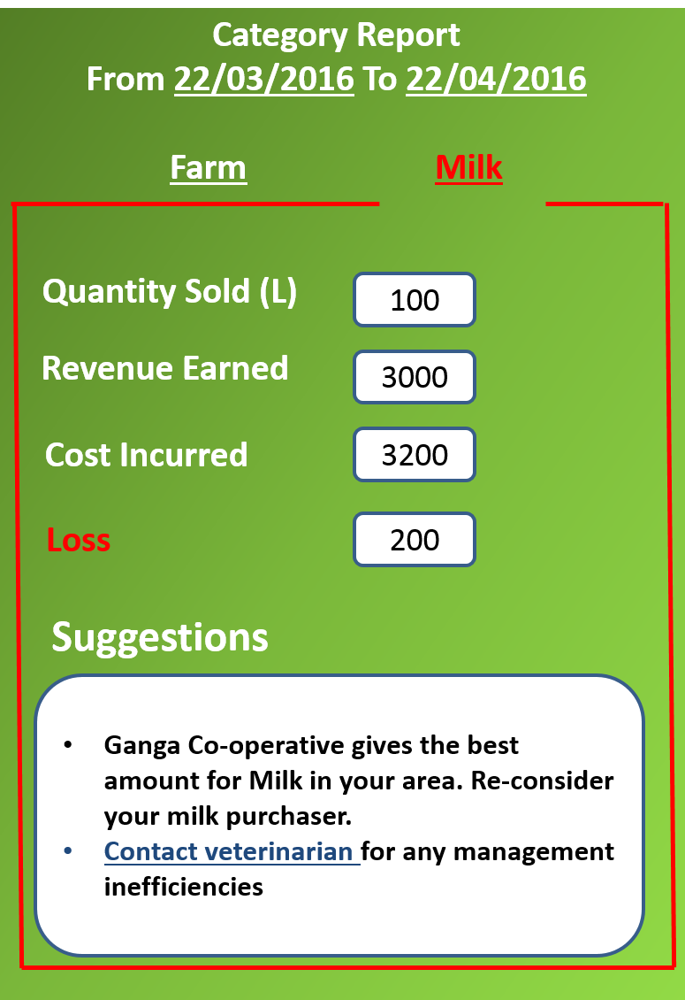 Category Report
From 22/03/2016 To 22/04/2016
Farm Milk
Quantity Sold (L) 100
Revenue Earned 3000
Cost Incurred 3200
Loss 200
Suggestions
• Ganga Co-operative gives the best
amount for Milk in your area. Re-consider
your milk purchaser.
• Contact veterinarian for any management
inefficiencies